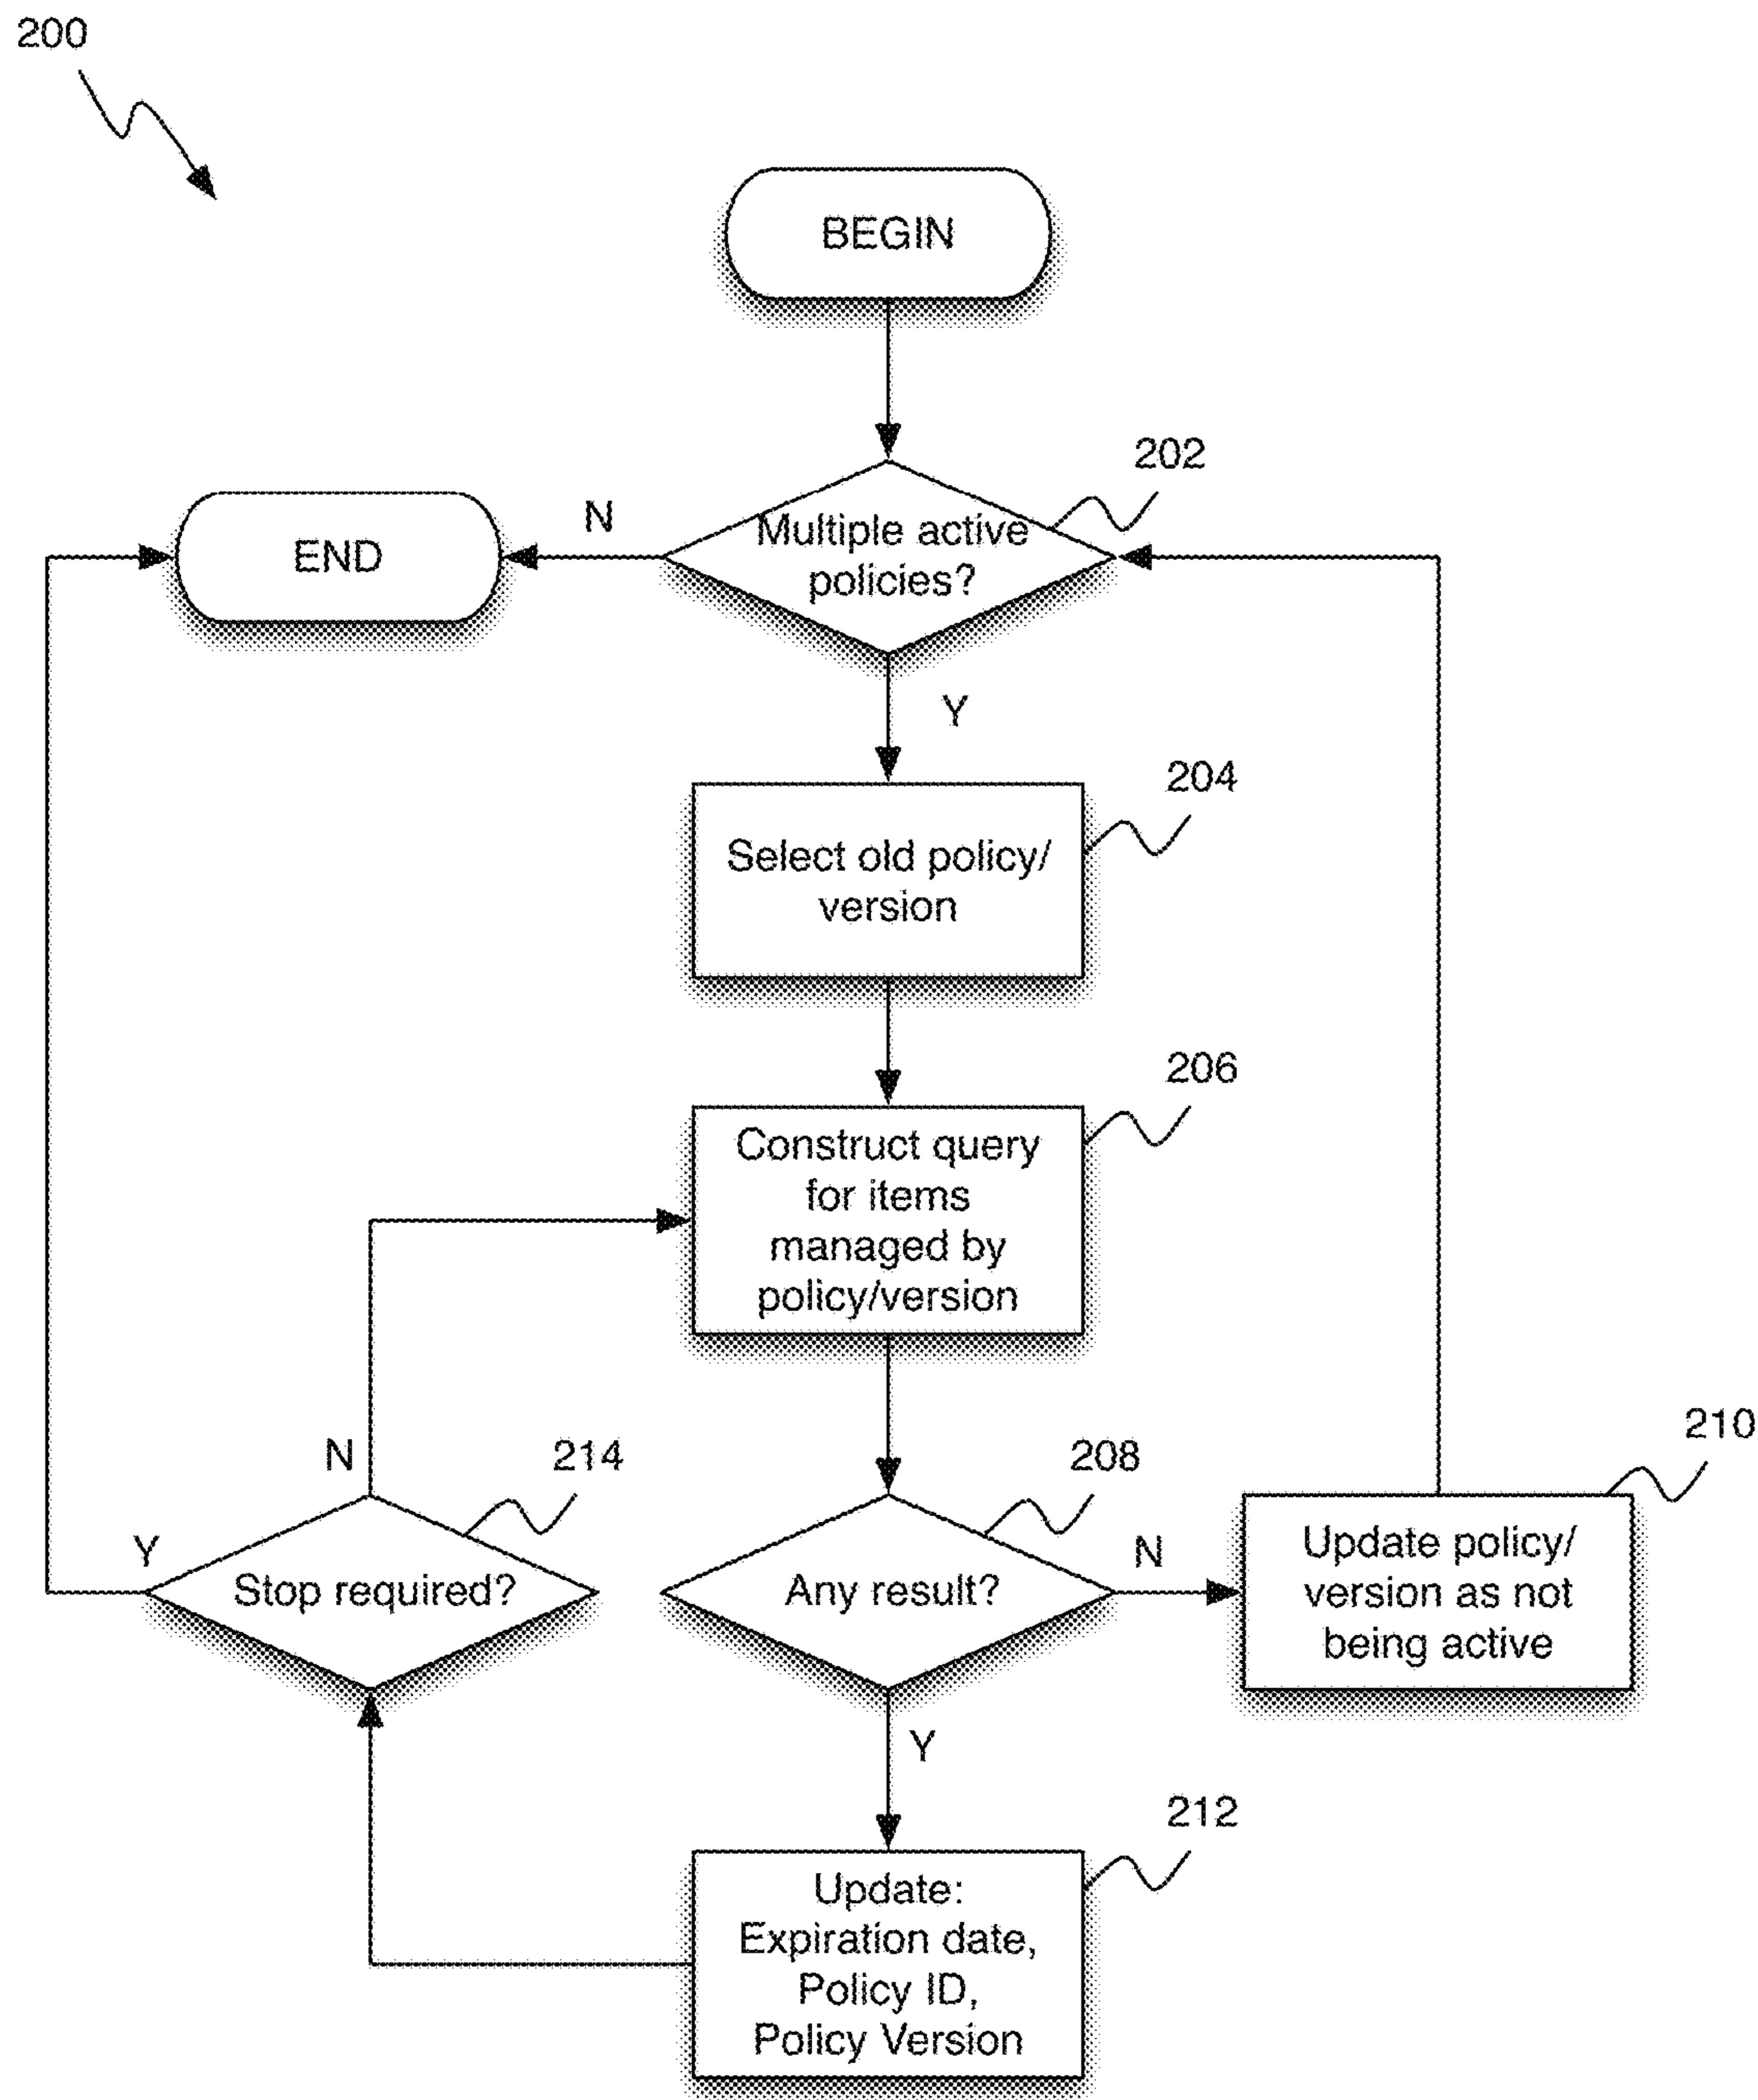 200
BEGIN
202
Multiple active
policies?
N
END
Y
204
Select old policy/
version
206
Construct query
for items
managed by
policy/version
214
N
Y
Stop required?
208
Any result?
N
210
Update policy/
version as not
being active
Y
212
Update:
Expiration date,
Policy ID,
Policy Version